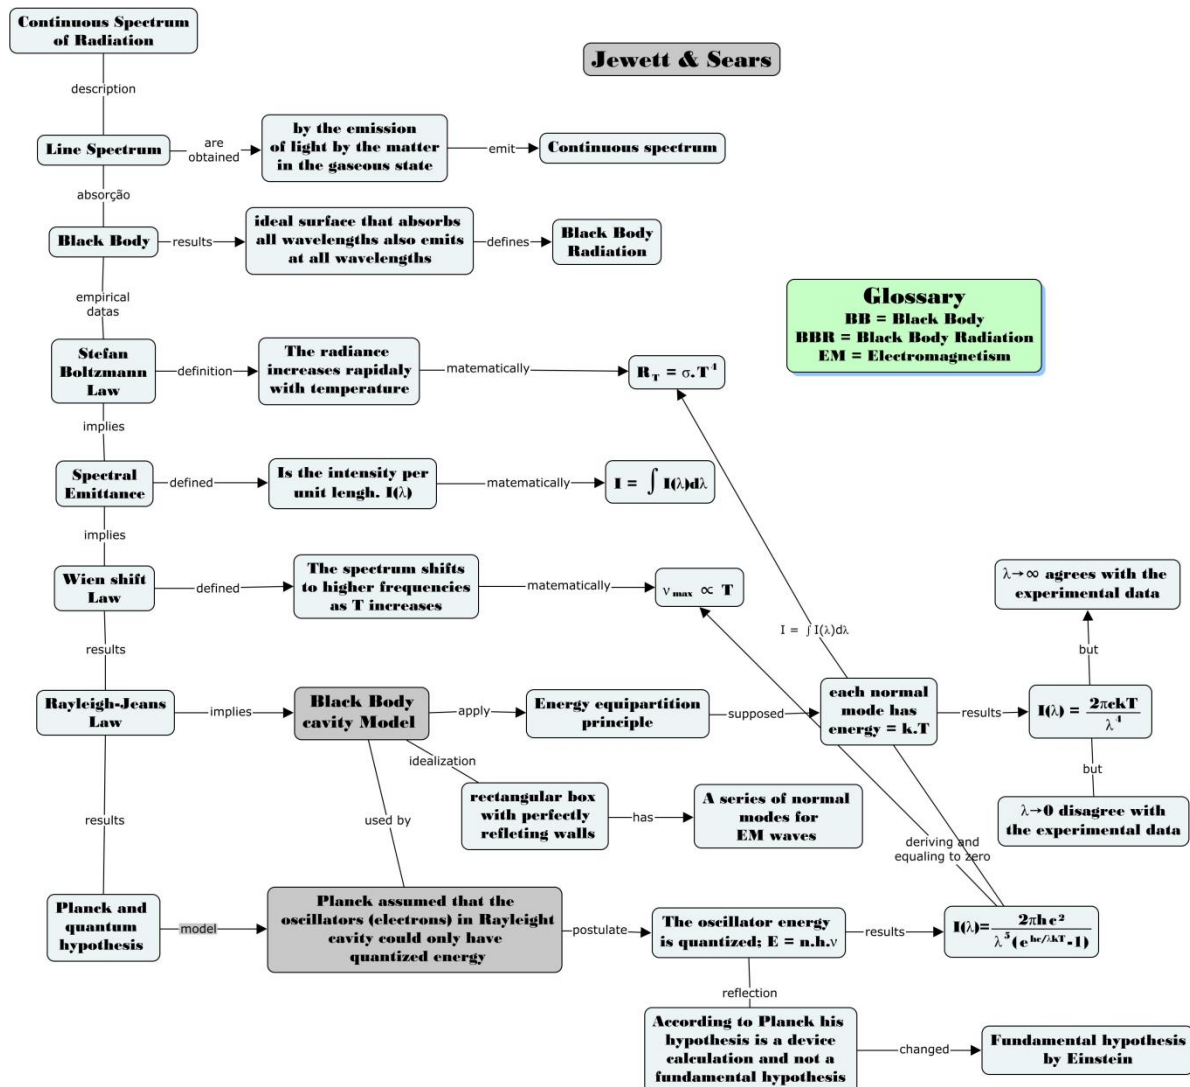 Continuous Spectrum
of Radiation
Jewett & Sears
description
Line Spectrum
are
obtained
by the emission
of light by the matter
in the gaseous state
emit
Continuous spectrum
absorção
Black Body
results
ideal surface that absorbs
all wavelengths also emits
at all wavelengths
defines
Black Body
Radiation
empirical
datas
Glossary
BB = Black Body
BBR = Black Body Radiation
EM = Electromagnetism
Stefan
Boltzmann
Law
definition
The radiance
increases rapidaly
with temperature
matematically
R_T = σ.T⁴
implies
Spectral
Emittance
defined
Is the intensity per
unit lengh. I(λ)
matematically
I = ∫ I(λ)dλ
implies
Wien shift
Law
defined
The spectrum shifts
to higher frequencies
as T increases
matematically
ν max ∝ T
λ→∞ agrees with the
experimental data
I = ∫ I(λ)dλ
but
results
Rayleigh-Jeans
Law
implies
Black Body
cavity Model
apply
Energy equipartition
principle
supposed
each normal
mode has
energy = k.T
results
I(λ) = 2πckT / λ⁴
but
λ→0 disagree with
the experimental data
idealization
rectangular box
with perfectly
refleting walls
has
A series of normal
modes for
EM waves
used by
results
deriving and
equaling to zero
Planck and
quantum
hypothesis
model
Planck assumed that the
oscillators (electrons) in Rayleight
cavity could only have
quantized energy
postulate
The oscillator energy
is quantized; E = n.h.ν
results
I(λ)= 2πhc² / λ⁵(e^hc/λkT-1)
reflection
According to Planck his
hypothesis is a device
calculation and not a
fundamental hypothesis
changed
Fundamental hypothesis
by Einstein